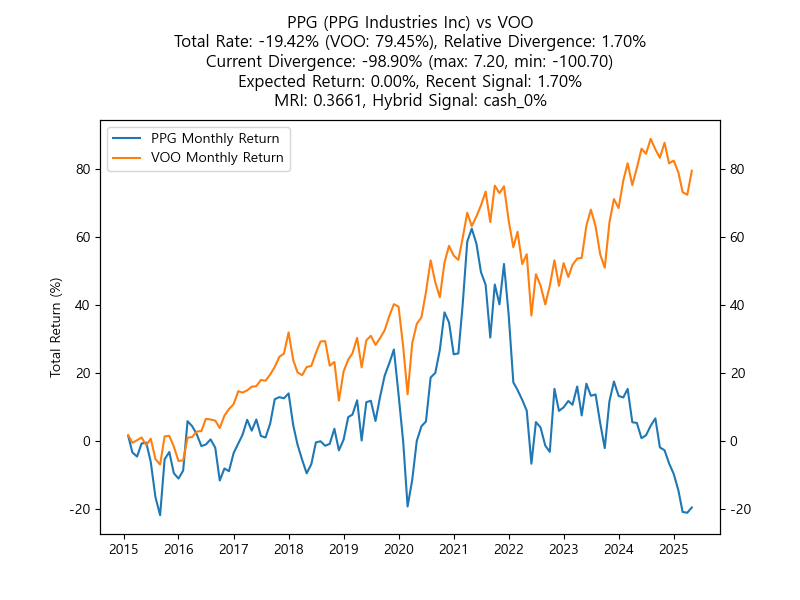 PPG (PPG Industries Inc) vs VOO
Total Rate: -19.42% (VOO: 79.45%), Relative Divergence: 1.70%
Current Divergence: -98.90% (max: 7.20, min: -100.70)
Expected Return: 0.00%, Recent Signal: 1.70%
MRI: 0.3661, Hybrid Signal: cash_0%
PPG Monthly Return
VOO Monthly Return
80 80
60 60
40 40
20 20
0 0
-20 -20
Total Return (%)
2015 2016 2017 2018 2019 2020 2021 2022 2023 2024 2025